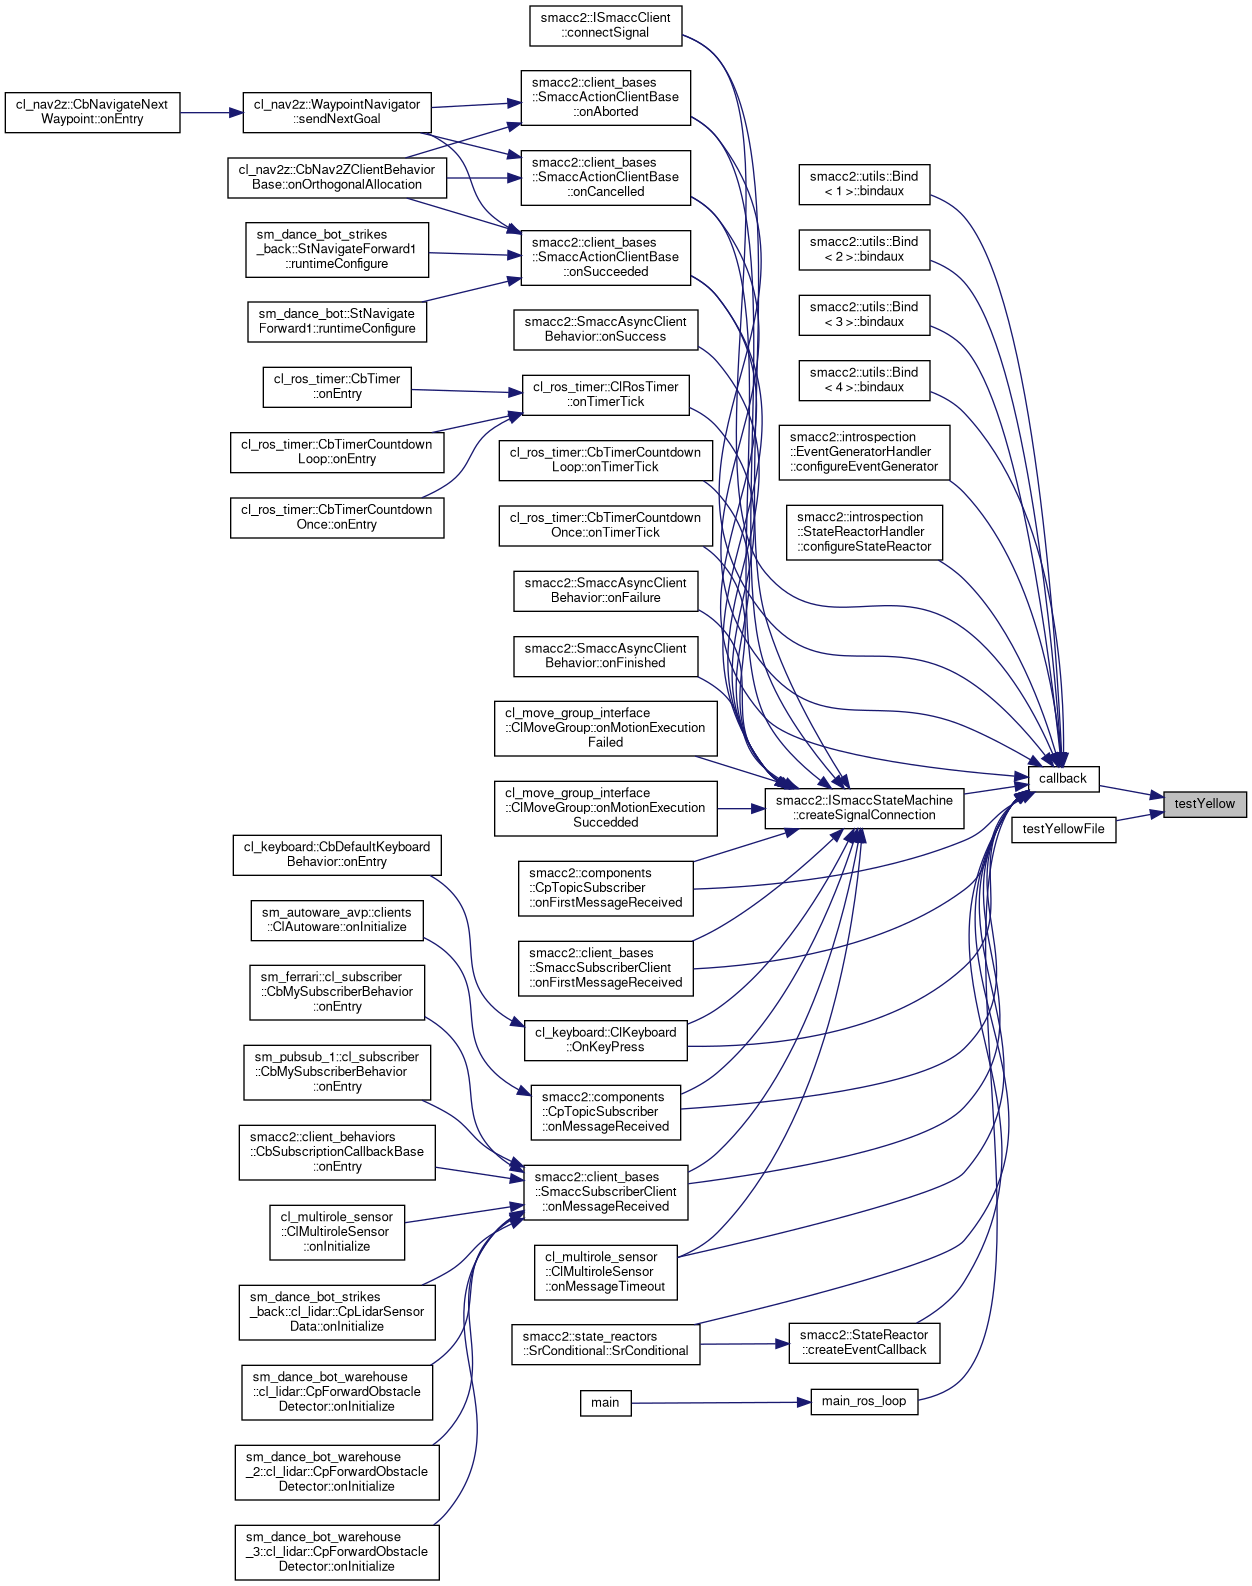 smacc2::ISmaccClient
::connectSignal
smacc2::client_bases
::SmaccActionClientBase
::onAborted
cl_nav2z::CbNavigateNext
Waypoint::onEntry
cl_nav2z::WaypointNavigator
::sendNextGoal
cl_nav2z::CbNav2ZClientBehavior
Base::onOrthogonalAllocation
smacc2::client_bases
::SmaccActionClientBase
::onCancelled
smacc2::utils::Bind
< 1 >::bindaux
sm_dance_bot_strikes
_back::StNavigateForward1
::runtimeConfigure
smacc2::client_bases
::SmaccActionClientBase
::onSucceeded
smacc2::utils::Bind
< 2 >::bindaux
sm_dance_bot::StNavigate
Forward1::runtimeConfigure
smacc2::SmaccAsyncClient
Behavior::onSuccess
smacc2::utils::Bind
< 3 >::bindaux
cl_ros_timer::CbTimer
::onEntry
cl_ros_timer::ClRosTimer
::onTimerTick
smacc2::utils::Bind
< 4 >::bindaux
cl_ros_timer::CbTimerCountdown
Loop::onEntry
cl_ros_timer::CbTimerCountdown
Loop::onTimerTick
smacc2::introspection
::EventGeneratorHandler
::configureEventGenerator
cl_ros_timer::CbTimerCountdown
Once::onEntry
cl_ros_timer::CbTimerCountdown
Once::onTimerTick
smacc2::introspection
::StateReactorHandler
::configureStateReactor
smacc2::SmaccAsyncClient
Behavior::onFailure
smacc2::SmaccAsyncClient
Behavior::onFinished
cl_move_group_interface
::ClMoveGroup::onMotionExecution
Failed
cl_move_group_interface
::ClMoveGroup::onMotionExecution
Succedded
smacc2::ISmaccStateMachine
::createSignalConnection
callback
testYellow
testYellowFile
cl_keyboard::CbDefaultKeyboard
Behavior::onEntry
smacc2::components
::CpTopicSubscriber
::onFirstMessageReceived
sm_autoware_avp::clients
::ClAutoware::onInitialize
smacc2::client_bases
::SmaccSubscriberClient
::onFirstMessageReceived
sm_ferrari::cl_subscriber
::CbMySubscriberBehavior
::onEntry
cl_keyboard::ClKeyboard
::OnKeyPress
sm_pubsub_1::cl_subscriber
::CbMySubscriberBehavior
::onEntry
smacc2::components
::CpTopicSubscriber
::onMessageReceived
smacc2::client_behaviors
::CbSubscriptionCallbackBase
::onEntry
smacc2::client_bases
::SmaccSubscriberClient
::onMessageReceived
cl_multirole_sensor
::ClMultiroleSensor
::onInitialize
cl_multirole_sensor
::ClMultiroleSensor
::onMessageTimeout
sm_dance_bot_strikes
_back::cl_lidar::CpLidarSensor
Data::onInitialize
smacc2::state_reactors
::SrConditional::SrConditional
smacc2::StateReactor
::createEventCallback
sm_dance_bot_warehouse
::cl_lidar::CpForwardObstacle
Detector::onInitialize
main
main_ros_loop
sm_dance_bot_warehouse
_2::cl_lidar::CpForwardObstacle
Detector::onInitialize
sm_dance_bot_warehouse
_3::cl_lidar::CpForwardObstacle
Detector::onInitialize